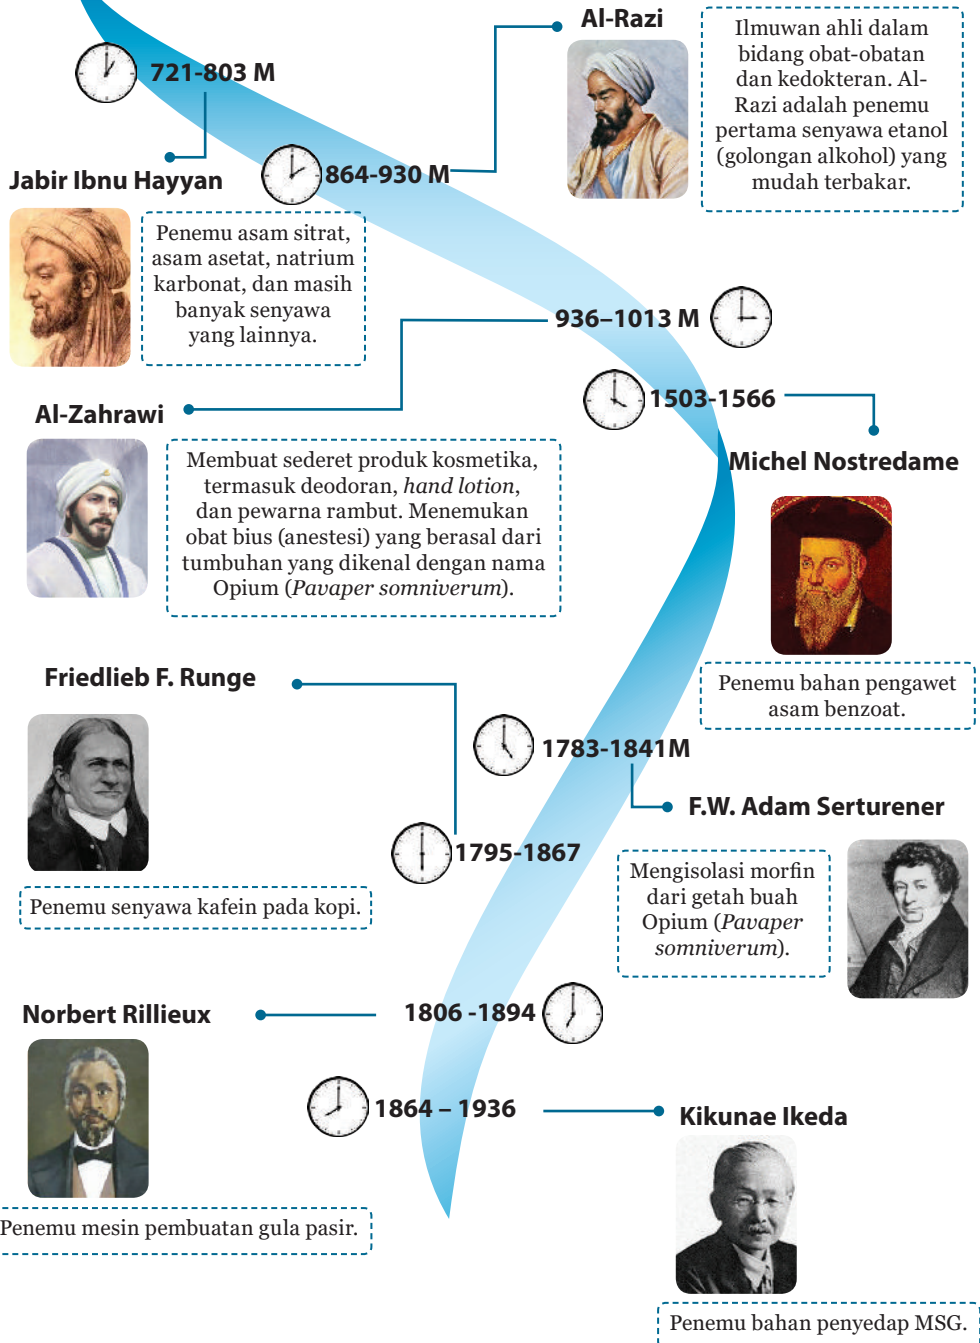 721-803 M
Jabir Ibnu Hayyan
Penemu asam sitrat,
asam asetat, natrium
karbonat, dan masih
banyak senyawa
yang lainnya.
Al-Razi
864-930 M
Ilmuwan ahli dalam
bidang obat-obatan
dan kedokteran. Al-
Razi adalah penemu
pertama senyawa etanol
(golongan alkohol) yang
mudah terbakar.
936–1013 M
Al-Zahrawi
Membuat sederet produk kosmetika,
termasuk deodoran, hand lotion,
dan pewarna rambut. Menemukan
obat bius (anestesi) yang berasal dari
tumbuhan yang dikenal dengan nama
Opium (Pavaper somniverum).
1503-1566
Michel Nostredame
Penemu bahan pengawet
asam benzoat.
1783-1841M
F.W. Adam Serturener
Mengisolasi morfin
dari getah buah
Opium (Pavaper
somniverum).
Friedlieb F. Runge
1795-1867
Penemu senyawa kafein pada kopi.
Norbert Rillieux
1806 -1894
Penemu mesin pembuatan gula pasir.
1864 – 1936
Kikunae Ikeda
Penemu bahan penyedap MSG.